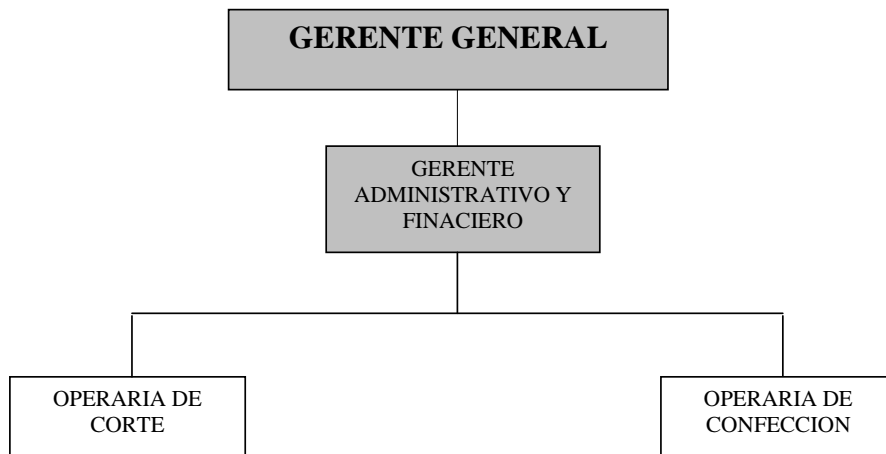 GERENTE GENERAL
GERENTE
ADMINISTRATIVO Y
FINACIERO
OPERARIA DE
CORTE
OPERARIA DE
CONFECCION